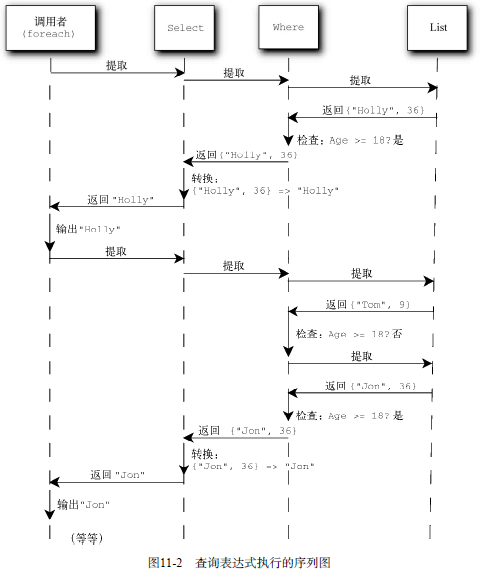 调用者
(foreach)
Select
Where
List
提取
提取
提取
返回{"Holly", 36}
检查：Age >= 18?是
返回{"Holly", 36}
转换：
{"Holly", 36} => "Holly"
返回 "Holly"
输出"Holly"
提取
提取
提取
返回{"Tom", 9}
检查：Age >= 18?否
提取
返回{"Jon", 36}
检查：Age >= 18?是
返回 {"Jon", 36}
转换：
{"Jon", 36} => "Jon"
返回"Jon"
输出"Jon"
（等等）
图11-2 查询表达式执行的序列图